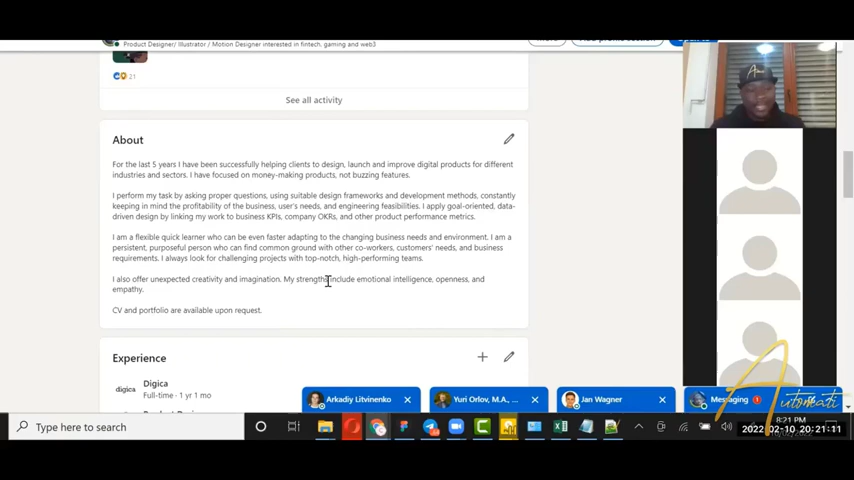 Product Designer/ Illustrator / Motion Designer interested in fintech, gaming and web3
21
See all activity
About
For the last 5 years I have been successfully helping clients to design, launch and improve digital products for different
industries and sectors. I have focused on money-making products, not buzzing features.
I perform my task by asking proper questions, using suitable design frameworks and development methods, constantly
keeping in mind the profitability of the business, user's needs, and engineering feasibilities. I apply goal-oriented, data-
driven design by linking my work to business KPIs, company OKRs, and other product performance metrics.
I am a flexible quick learner who can be even faster adapting to the changing business needs and environment. I am a
persistent, purposeful person who can find common ground with other co-workers, customers' needs, and business
requirements. I always look for challenging projects with top-notch, high-performing teams.
I also offer unexpected creativity and imagination. My strengths include emotional intelligence, openness, and
empathy.
CV and portfolio are available upon request.
Experience
digica
Digica
Full-time · 1 yr 1 mo
Arkadiy Litvinenko
Yuri Orlov, M.A., ...
Jan Wagner
Messaging
Automati
Type here to search
8:21 PM
2022-02-10 20:21:11